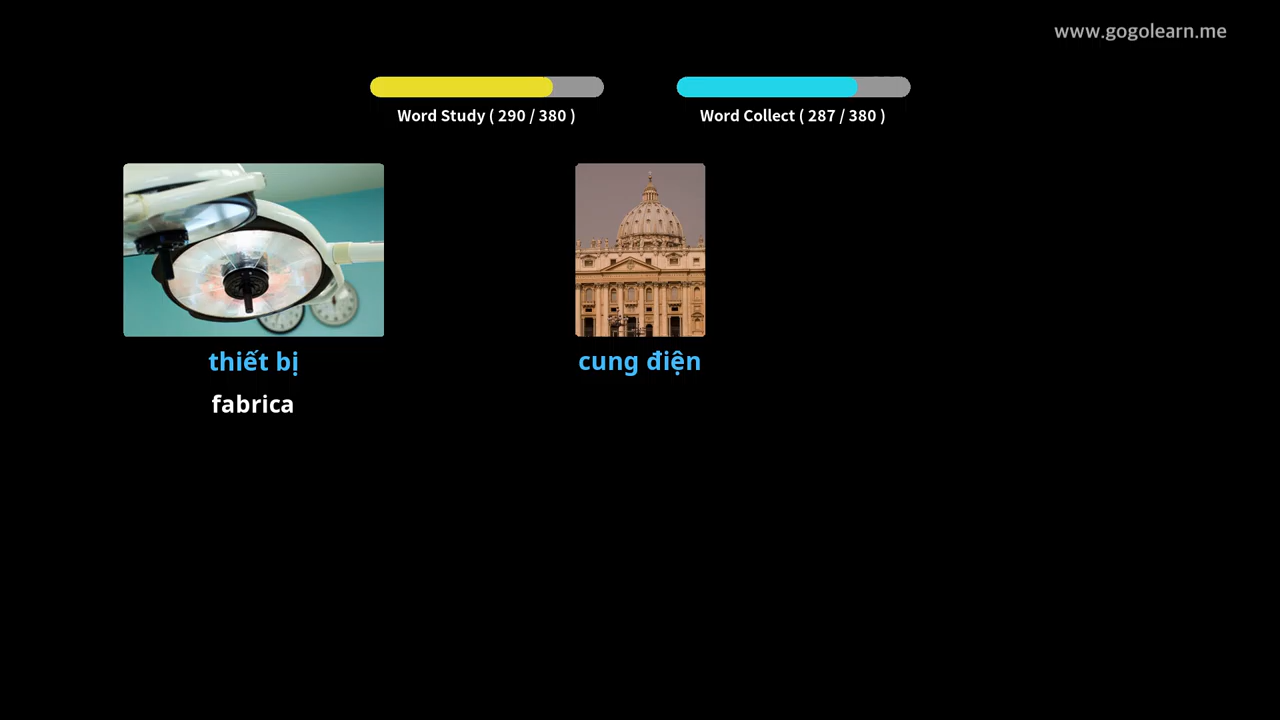 www.gogolearn.me
Word Study ( 290 / 380 )
Word Collect ( 287 / 380 )
thiết bị
cung điện
fabrica